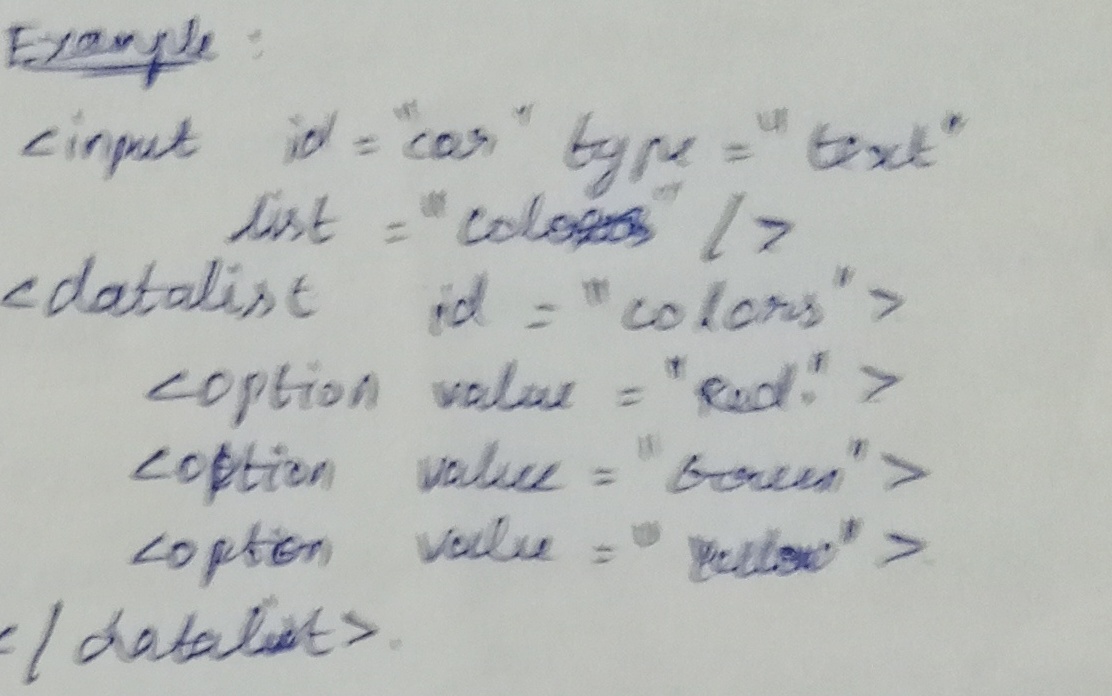 Example :
<input id = "car" type = "text"
list = "colors" />
<datalist id = "colors">
<option value = "Red." >
<option value = "Green">
<option value = "Yellow" >
</datalist>.